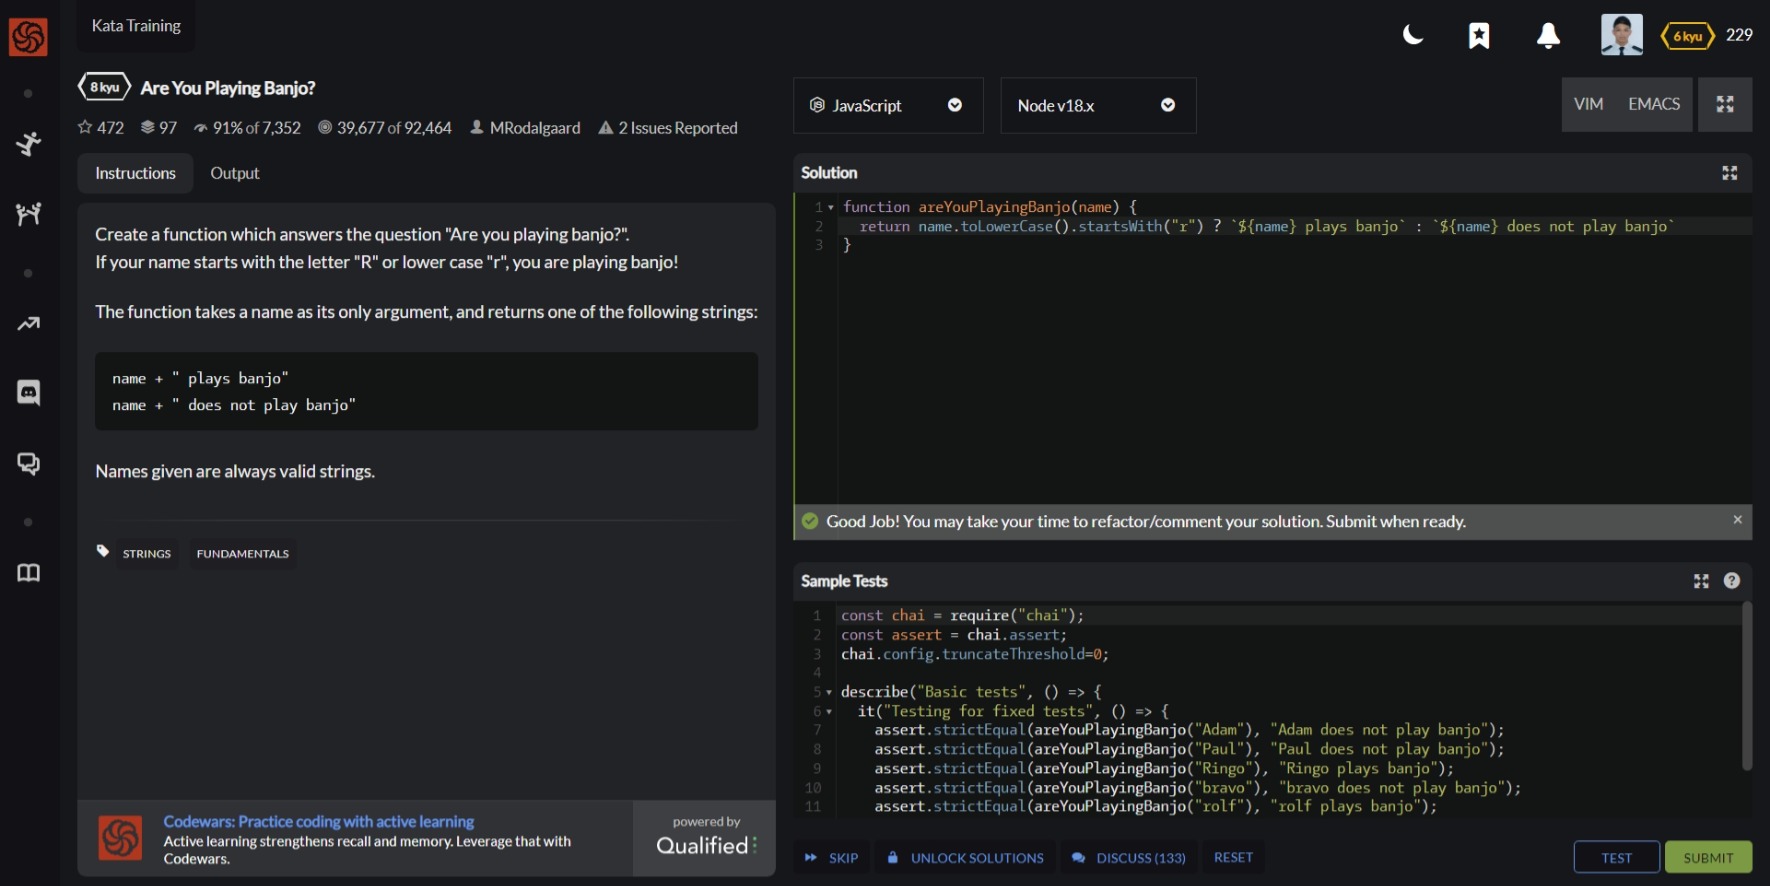 Kata Training
6 kyu 229
8 kyu Are You Playing Banjo?
472 97 91% of 7,352 39,677 of 92,464 MRodalgaard 2 Issues Reported
JavaScript
Node v18.x
VIM EMACS
Instructions Output
Create a function which answers the question "Are you playing banjo?".
If your name starts with the letter "R" or lower case "r", you are playing banjo!
The function takes a name as its only argument, and returns one of the following strings:
name + " plays banjo"
name + " does not play banjo"
Names given are always valid strings.
STRINGS FUNDAMENTALS
Codewars: Practice coding with active learning
Active learning strengthens recall and memory. Leverage that with
Codewars.
powered by
Qualified
Solution
1 function areYouPlayingBanjo(name) {
2 return name.toLowerCase().startsWith("r") ? `${name} plays banjo` : `${name} does not play banjo`
3 }
Good Job! You may take your time to refactor/comment your solution. Submit when ready. ×
Sample Tests ?
1 const chai = require("chai");
2 const assert = chai.assert;
3 chai.config.truncateThreshold=0;
4
5 describe("Basic tests", () => {
6 it("Testing for fixed tests", () => {
7 assert.strictEqual(areYouPlayingBanjo("Adam"), "Adam does not play banjo");
8 assert.strictEqual(areYouPlayingBanjo("Paul"), "Paul does not play banjo");
9 assert.strictEqual(areYouPlayingBanjo("Ringo"), "Ringo plays banjo");
10 assert.strictEqual(areYouPlayingBanjo("bravo"), "bravo does not play banjo");
11 assert.strictEqual(areYouPlayingBanjo("rolf"), "rolf plays banjo");
SKIP UNLOCK SOLUTIONS DISCUSS (133) RESET TEST SUBMIT